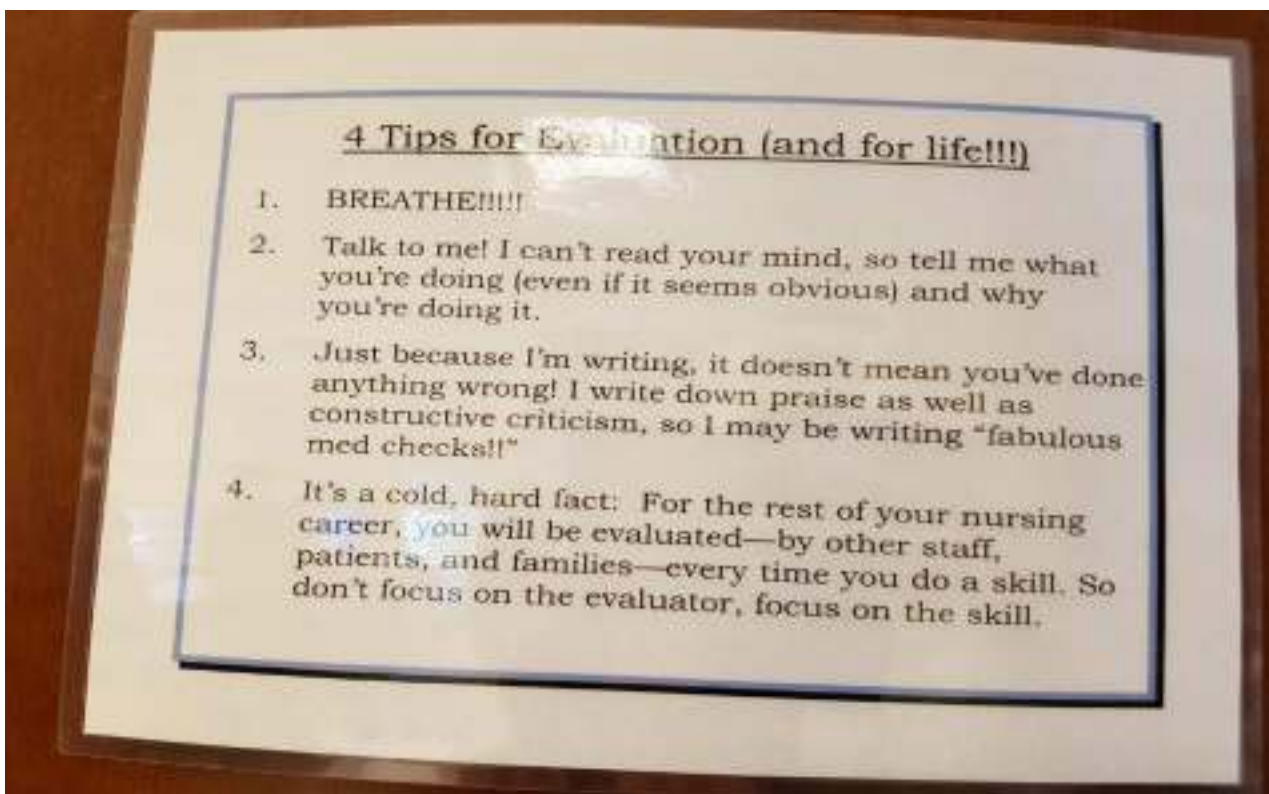 4 Tips for Evaluation (and for life!!!)
1. BREATHE!!!!!
2. Talk to me! I can't read your mind, so tell me what
you're doing (even if it seems obvious) and why
you're doing it.
3. Just because I'm writing, it doesn't mean you've done
anything wrong! I write down praise as well as
constructive criticism, so I may be writing "fabulous
med checks!!"
4. It's a cold, hard fact: For the rest of your nursing
career, you will be evaluated—by other staff,
patients, and families—every time you do a skill. So
don't focus on the evaluator, focus on the skill.